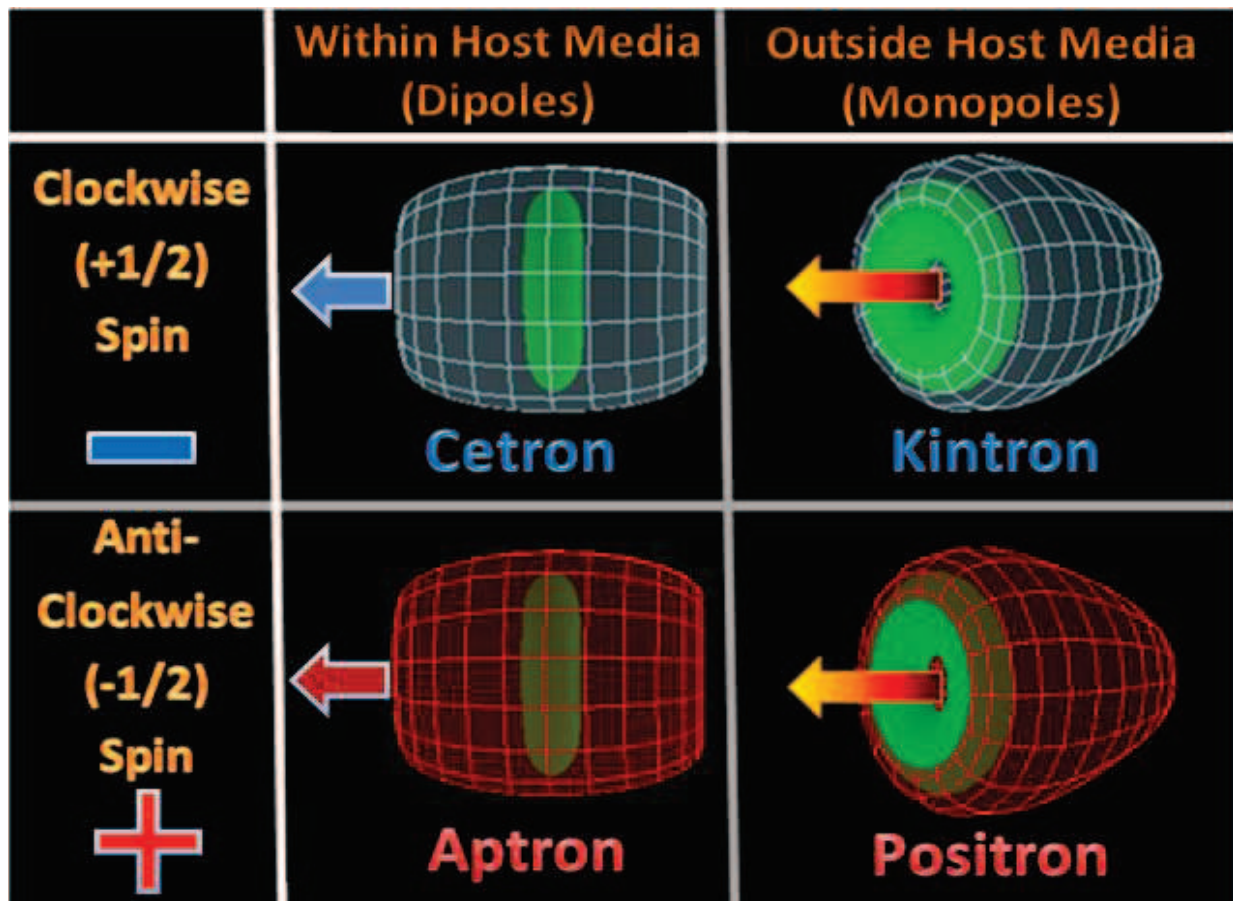 Within Host Media
(Dipoles)
Outside Host Media
(Monopoles)
Clockwise
(+1/2)
Spin
Cetron
Kintron
Anti-
Clockwise
(-1/2)
Spin
Aptron
Positron